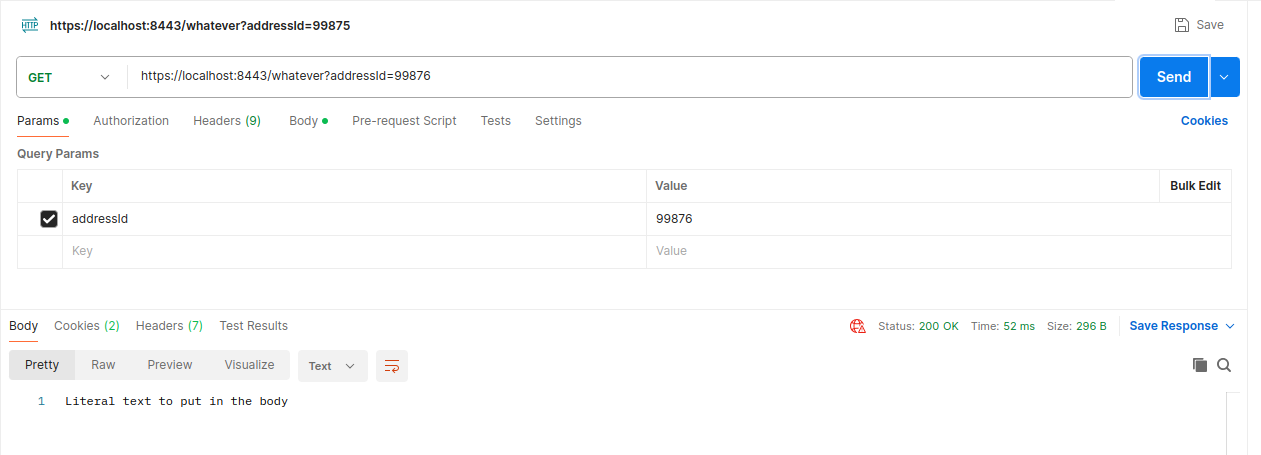 HTTP https://localhost:8443/whatever?addressId=99875 Save
GET https://localhost:8443/whatever?addressId=99876 Send
Params Authorization Headers (9) Body Pre-request Script Tests Settings Cookies
Query Params
Key Value Bulk Edit
addressId 99876
Key Value
Body Cookies (2) Headers (7) Test Results Status: 200 OK Time: 52 ms Size: 296 B Save Response
Pretty Raw Preview Visualize Text
1 Literal text to put in the body